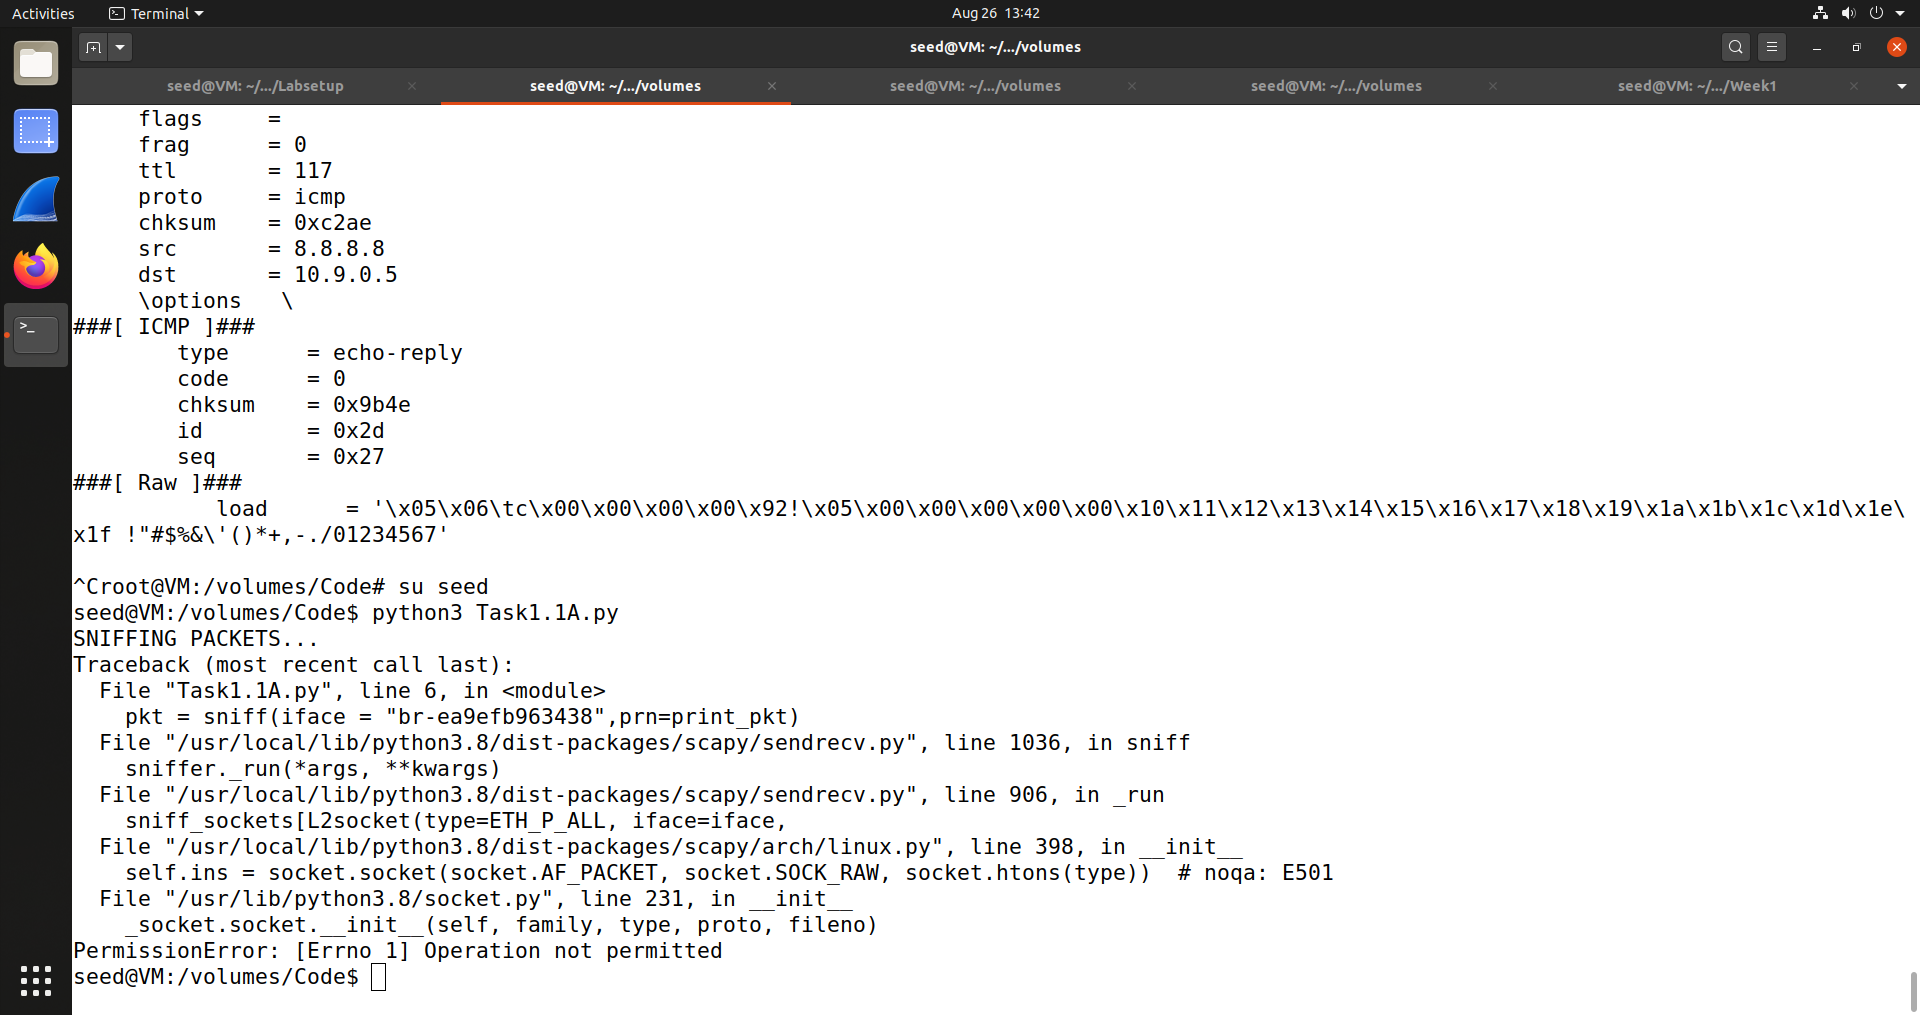 Activities Terminal Aug 26 13:42
seed@VM: ~/.../volumes
seed@VM: ~/.../Labsetup seed@VM: ~/.../volumes seed@VM: ~/.../volumes seed@VM: ~/.../volumes seed@VM: ~/.../Week1
flags =
frag = 0
ttl = 117
proto = icmp
chksum = 0xc2ae
src = 8.8.8.8
dst = 10.9.0.5
\options \
###[ ICMP ]###
type = echo-reply
code = 0
chksum = 0x9b4e
id = 0x2d
seq = 0x27
###[ Raw ]###
load = '\x05\x06\tc\x00\x00\x00\x00\x92!\x05\x00\x00\x00\x00\x00\x10\x11\x12\x13\x14\x15\x16\x17\x18\x19\x1a\x1b\x1c\x1d\x1e\
x1f !"#$%&\'()*+,-./01234567'
^Croot@VM:/volumes/Code# su seed
seed@VM:/volumes/Code$ python3 Task1.1A.py
SNIFFING PACKETS...
Traceback (most recent call last):
File "Task1.1A.py", line 6, in <module>
pkt = sniff(iface = "br-ea9efb963438",prn=print_pkt)
File "/usr/local/lib/python3.8/dist-packages/scapy/sendrecv.py", line 1036, in sniff
sniffer._run(*args, **kwargs)
File "/usr/local/lib/python3.8/dist-packages/scapy/sendrecv.py", line 906, in _run
sniff_sockets[L2socket(type=ETH_P_ALL, iface=iface,
File "/usr/local/lib/python3.8/dist-packages/scapy/arch/linux.py", line 398, in __init__
self.ins = socket.socket(socket.AF_PACKET, socket.SOCK_RAW, socket.htons(type))  # noqa: E501
File "/usr/lib/python3.8/socket.py", line 231, in __init__
_socket.socket.__init__(self, family, type, proto, fileno)
PermissionError: [Errno 1] Operation not permitted
seed@VM:/volumes/Code$